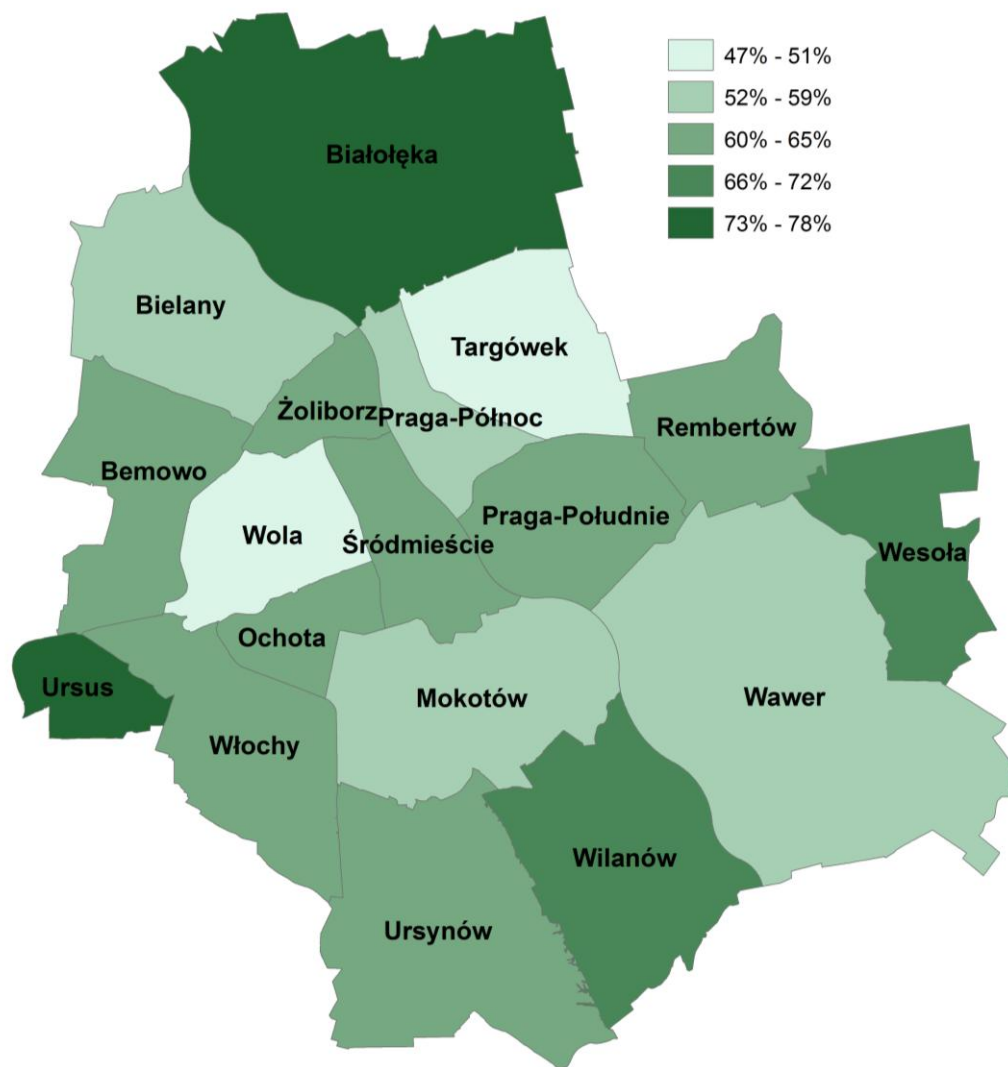 47% - 51%
52% - 59%
60% - 65%
66% - 72%
73% - 78%
Białołęka
Bielany
Targówek
Żoliborz
Praga-Północ
Rembertów
Bemowo
Wola
Śródmieście
Praga-Południe
Wesoła
Ochota
Ursus
Mokotów
Wawer
Włochy
Wilanów
Ursynów